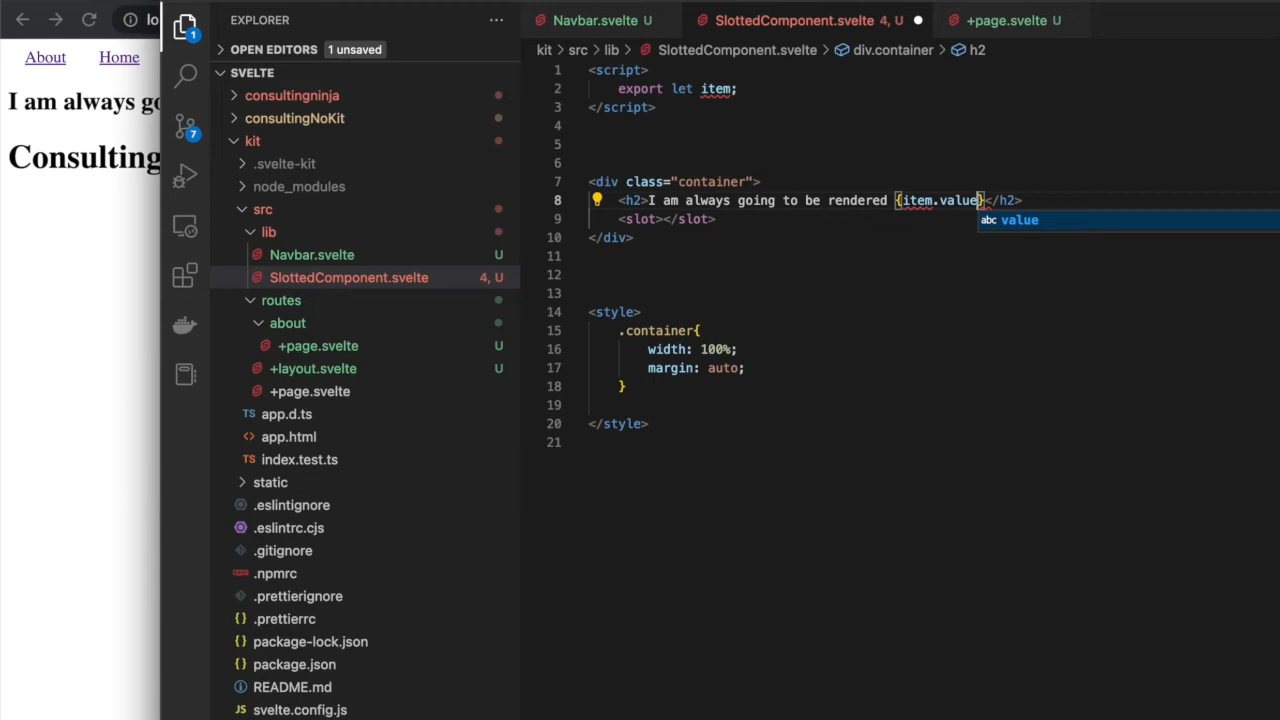 lo
About Home
I am always go
Consulting
1
7
EXPLORER
OPEN EDITORS 1 unsaved
SVELTE
consultingninja
consultingNoKit
kit
.svelte-kit
node_modules
src
lib
Navbar.svelte U
SlottedComponent.svelte 4, U
routes
about
+page.svelte U
+layout.svelte U
+page.svelte
TS app.d.ts
app.html
TS index.test.ts
static
.eslintignore
.eslintrc.cjs
.gitignore
.npmrc
.prettierignore
{} .prettierrc
{} package-lock.json
{} package.json
README.md
JS svelte.config.js
Navbar.svelte U SlottedComponent.svelte 4, U +page.svelte U
kit > src > lib > SlottedComponent.svelte > div.container > h2
1 <script>
2 export let item;
3 </script>
4
5
6
7 <div class="container">
8 <h2>I am always going to be rendered {item.value}</h2>
abc value
9 <slot></slot>
10 </div>
11
12
13
14 <style>
15 .container{
16 width: 100%;
17 margin: auto;
18 }
19
20 </style>
21